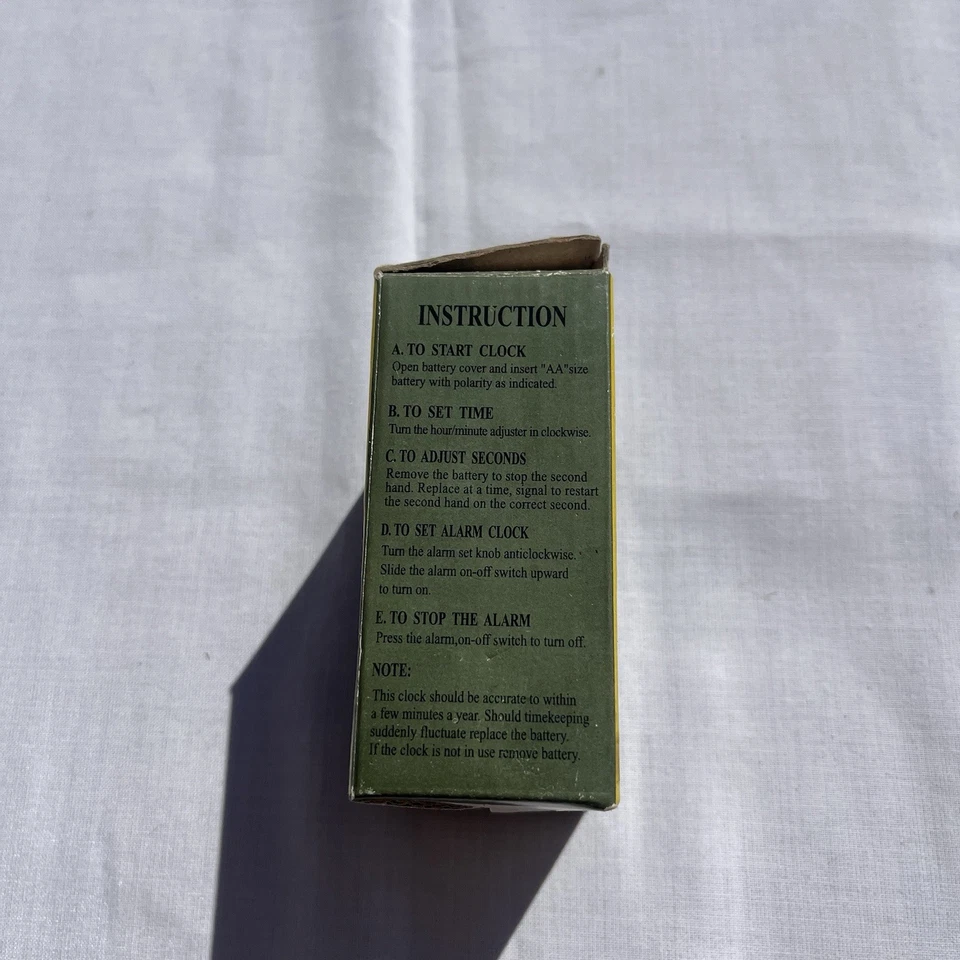 INSTRUCTION
A. TO START CLOCK
Open battery cover and insert "AA"size
battery with polarity as indicated.
B. TO SET TIME
Turn the hour/minute adjuster in clockwise.
C. TO ADJUST SECONDS
Remove the battery to stop the second
hand. Replace at a time, signal to restart
the second hand on the correct second.
D. TO SET ALARM CLOCK
Turn the alarm set knob anticlockwise.
Slide the alarm on-off switch upward
to turn on.
E. TO STOP THE ALARM
Press the alarm,on-off switch to turn off.
NOTE:
This clock should be accurate to within
a few minutes a year. Should timekeeping
suddenly fluctuate replace the battery.
If the clock is not in use remove battery.